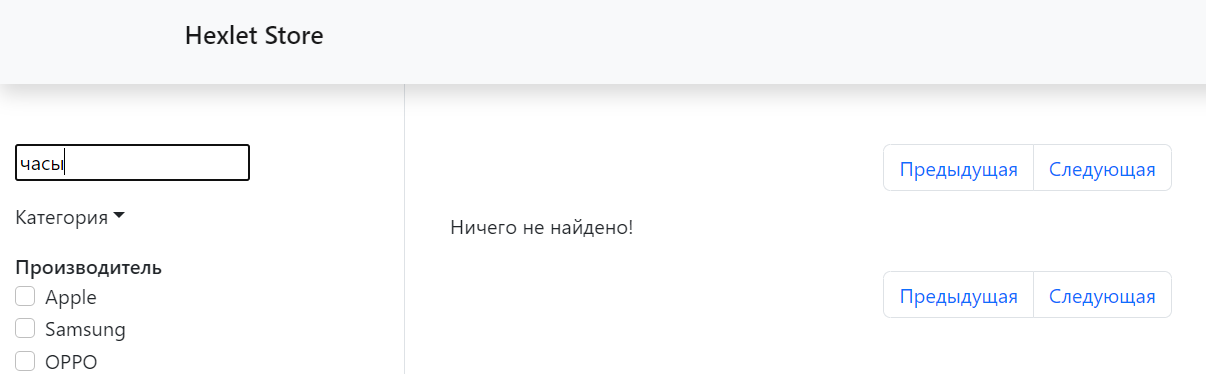 Hexlet Store
часы
Категория
Производитель
Apple
Samsung
OPPO
Предыдущая Следующая
Ничего не найдено!
Предыдущая Следующая